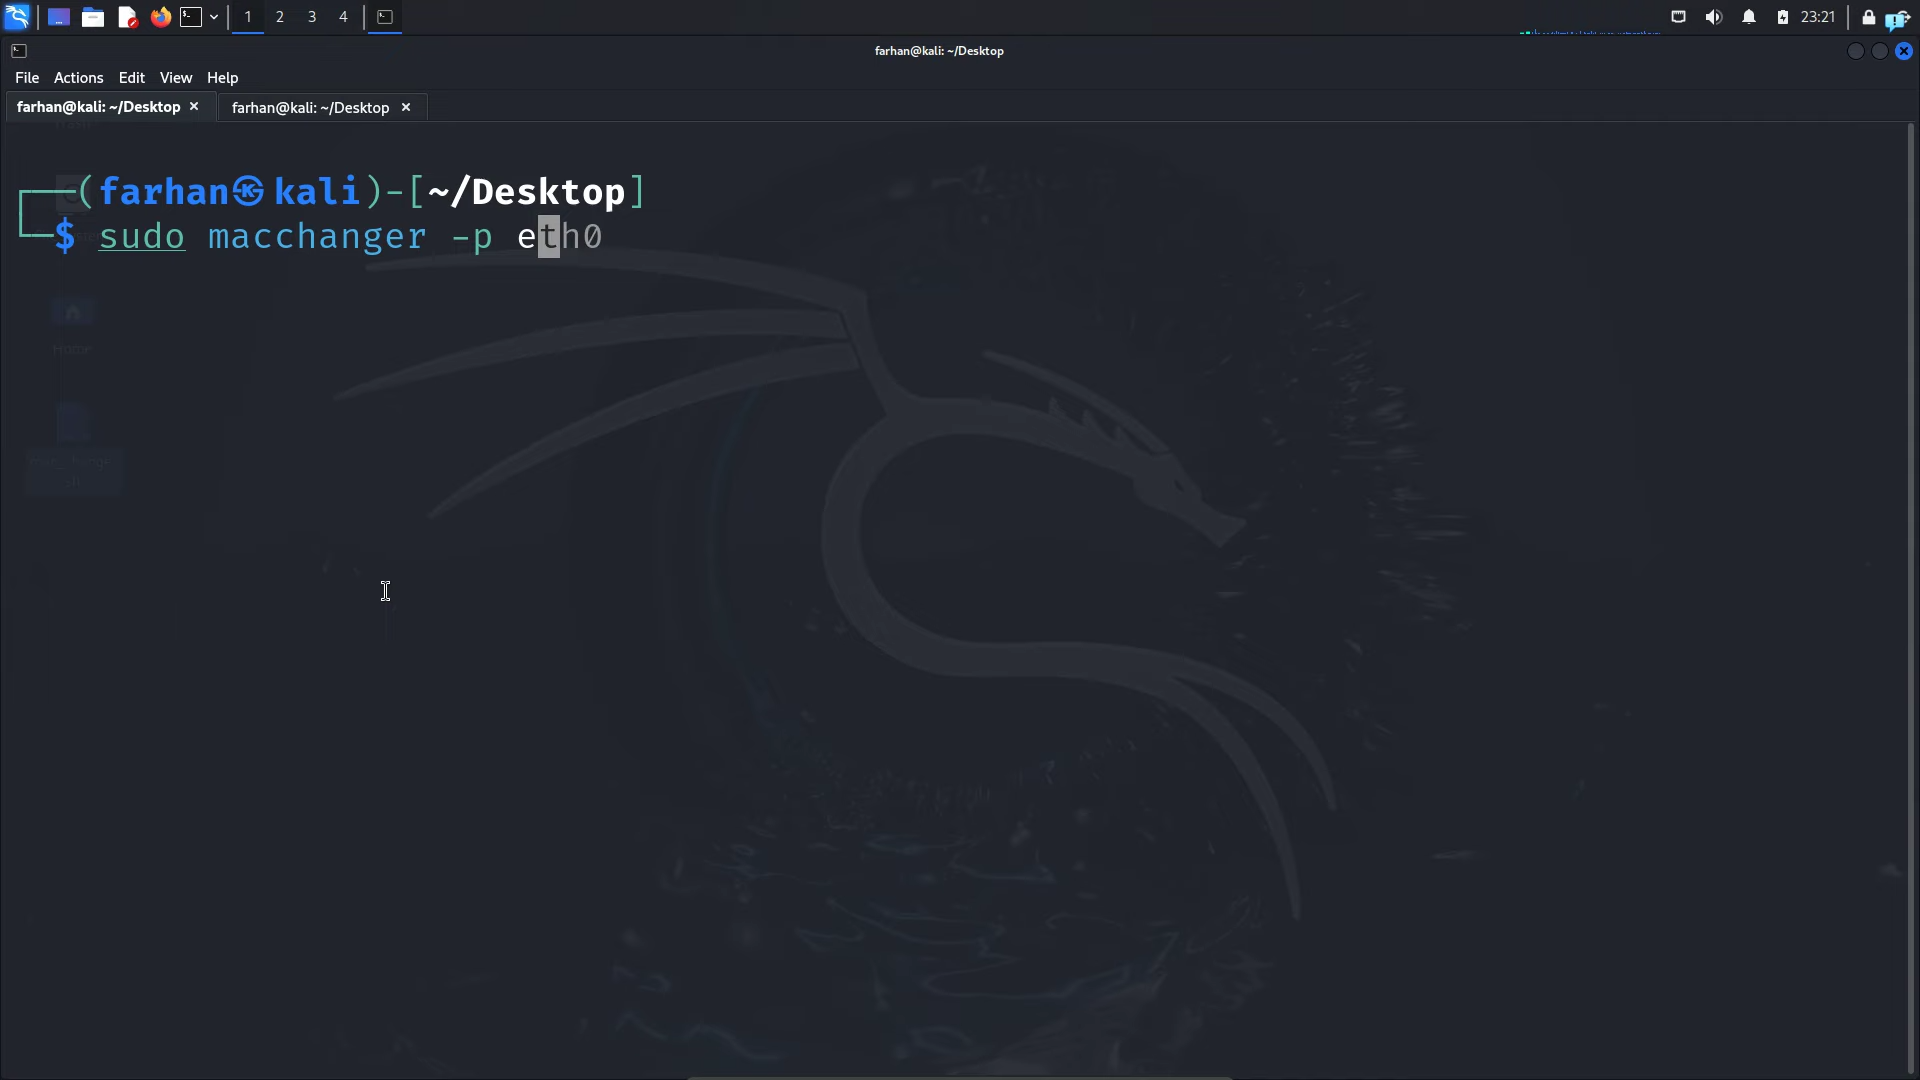 1 2 3 4 23:21
farhan@kali: ~/Desktop
File Actions Edit View Help
farhan@kali: ~/Desktop farhan@kali: ~/Desktop
(farhan㉿kali)-[~/Desktop]
$ sudo macchanger -p eth0
Home